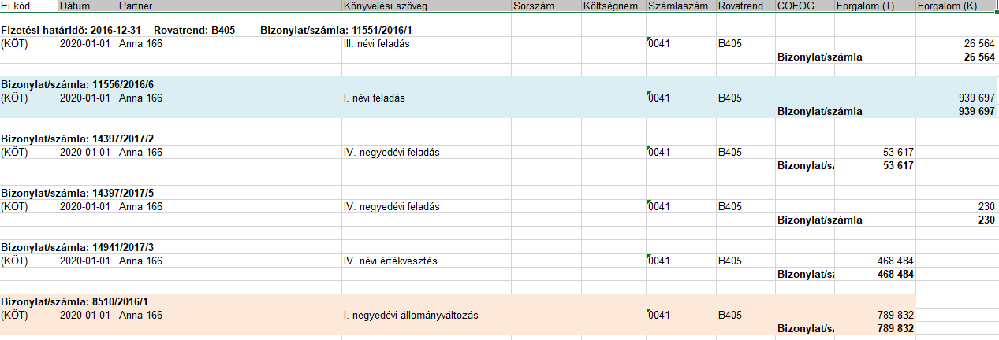 Ei.kód Dátum Partner Könyvelési szöveg Sorszám Költségnem Számlaszám Rovatrend COFOG Forgalom (T) Forgalom (K)
Fizetési határidő: 2016-12-31 Rovatrend: B405 Bizonylat/számla: 11551/2016/1
(KÖT) 2020-01-01 Anna 166 III. névi feladás 0041 B405 26 564
Bizonylat/számla 26 564
Bizonylat/számla: 11556/2016/6
(KÖT) 2020-01-01 Anna 166 I. névi feladás 0041 B405 939 697
Bizonylat/számla 939 697
Bizonylat/számla: 14397/2017/2
(KÖT) 2020-01-01 Anna 166 IV. negyedévi feladás 0041 B405 53 617
Bizonylat/sz 53 617
Bizonylat/számla: 14397/2017/5
(KÖT) 2020-01-01 Anna 166 IV. negyedévi feladás 0041 B405 230
Bizonylat/számla 230
Bizonylat/számla: 14941/2017/3
(KÖT) 2020-01-01 Anna 166 IV. névi értékvesztés 0041 B405 468 484
Bizonylat/sz 468 484
Bizonylat/számla: 8510/2016/1
(KÖT) 2020-01-01 Anna 166 I. negyedévi állományváltozás 0041 B405 789 832
Bizonylat/sz 789 832